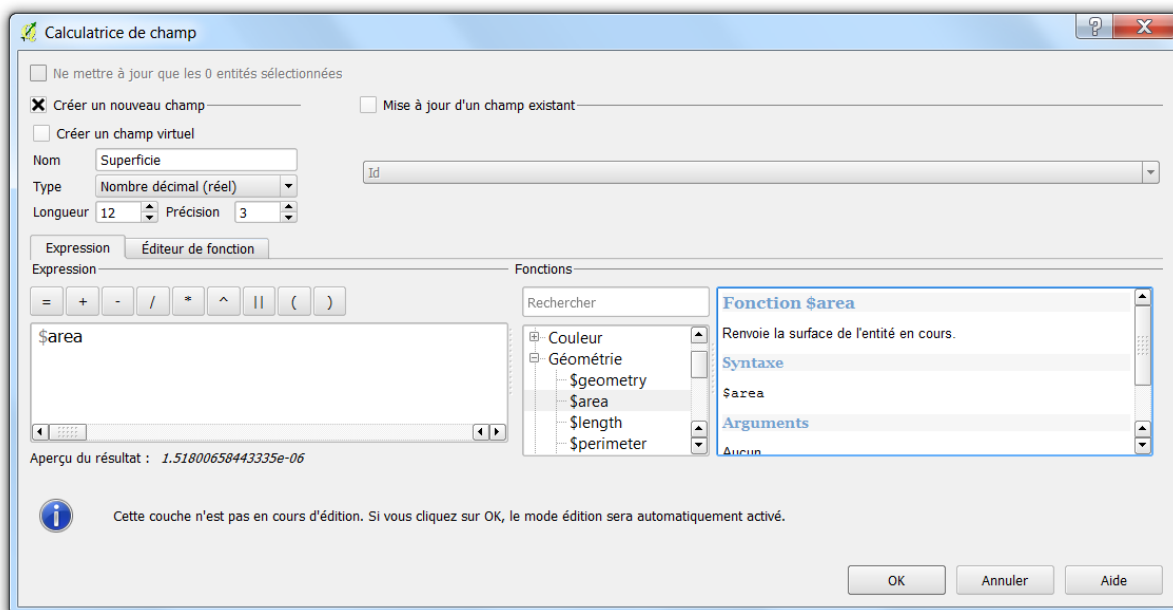 Calculatrice de champ
Ne mettre à jour que les 0 entités sélectionnées
Créer un nouveau champ
Mise à jour d'un champ existant
Créer un champ virtuel
Nom Superficie
Id
Type Nombre décimal (réel)
Longueur 12 Précision 3
Expression Éditeur de fonction
Expression
Fonctions
= + - / * ^ || ( )
$area
Aperçu du résultat : 1.51800658443335e-06
Rechercher
Couleur
Géométrie
$geometry
$area
$length
$perimeter
Fonction $area
Renvoie la surface de l'entité en cours.
Syntaxe
$area
Arguments
Aucun
Cette couche n'est pas en cours d'édition. Si vous cliquez sur OK, le mode édition sera automatiquement activé.
OK Annuler Aide